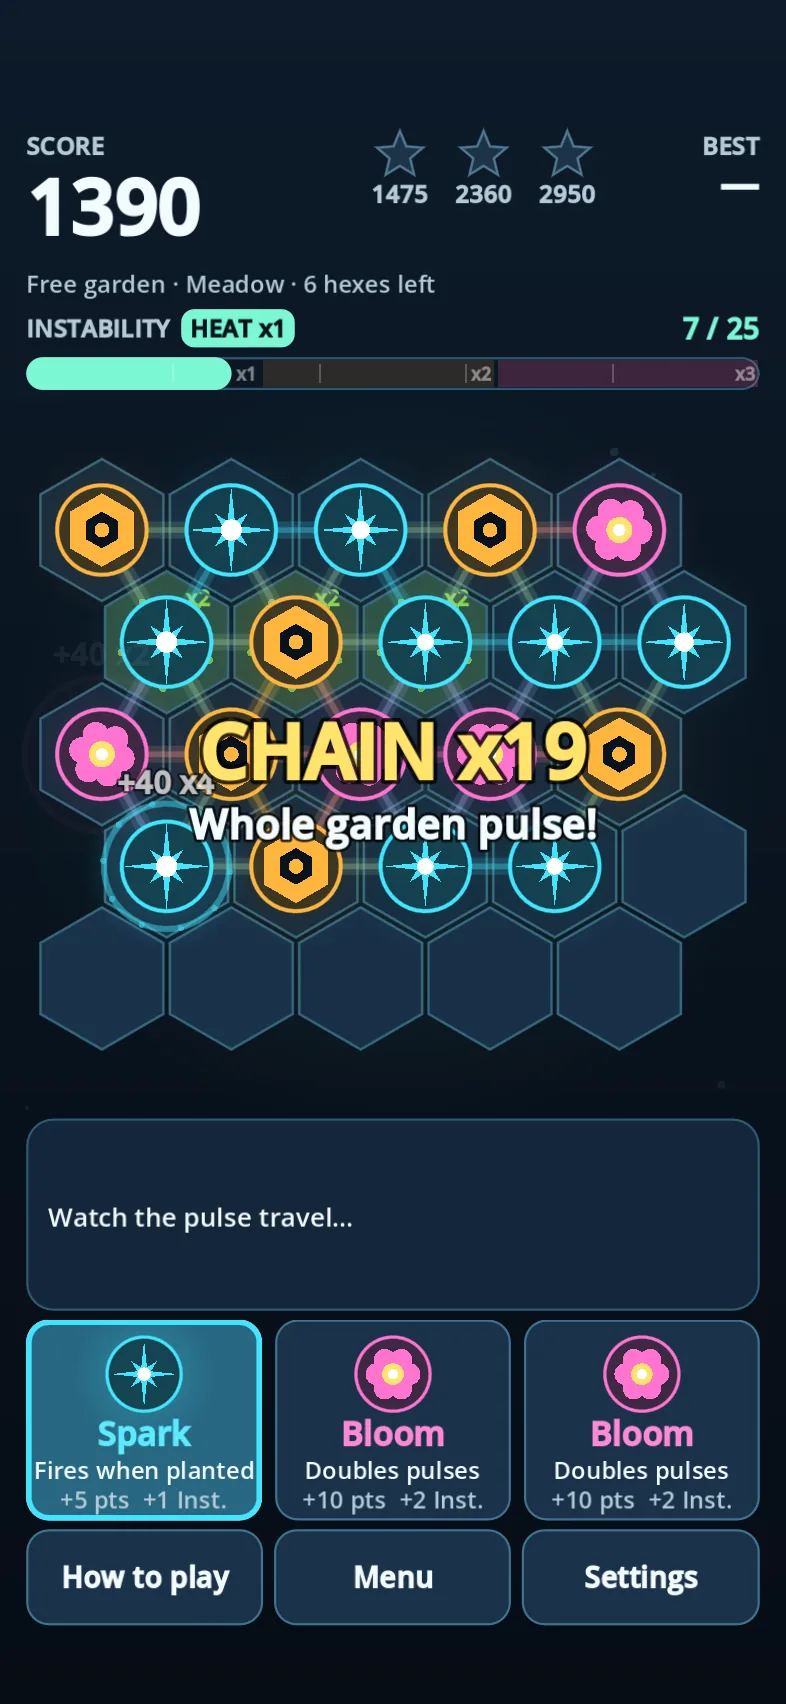 SCORE
1390
1475
2360
2950
BEST
—
Free garden · Meadow · 6 hexes left
INSTABILITY
HEAT x1
7 / 25
x1
x2
x3
x2
x2
x2
+40 x2
CHAIN x19
+40 x4
Whole garden pulse!
Watch the pulse travel...
Spark
Fires when planted
+5 pts +1 Inst.
Bloom
Doubles pulses
+10 pts +2 Inst.
Bloom
Doubles pulses
+10 pts +2 Inst.
How to play
Menu
Settings